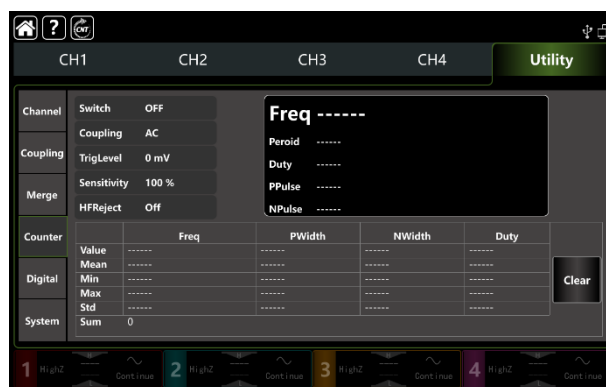 ? CNT
CH1 CH2 CH3 CH4 Utility
Channel
Coupling
Merge
Counter
Digital
System
Switch OFF
Coupling AC
TrigLevel 0 mV
Sensitivity 100 %
HFReject Off
Freq ------
Peroid ------
Duty ------
PPulse ------
NPulse ------
Freq PWidth NWidth Duty
Value ------ ------ ------ ------
Mean ------ ------ ------ ------
Min ------ ------ ------ ------
Max ------ ------ ------ ------
Std ------ ------ ------ ------
Sum 0
Clear
1 HighZ Continue 2 HighZ Continue 3 HighZ Continue 4 HighZ Continue